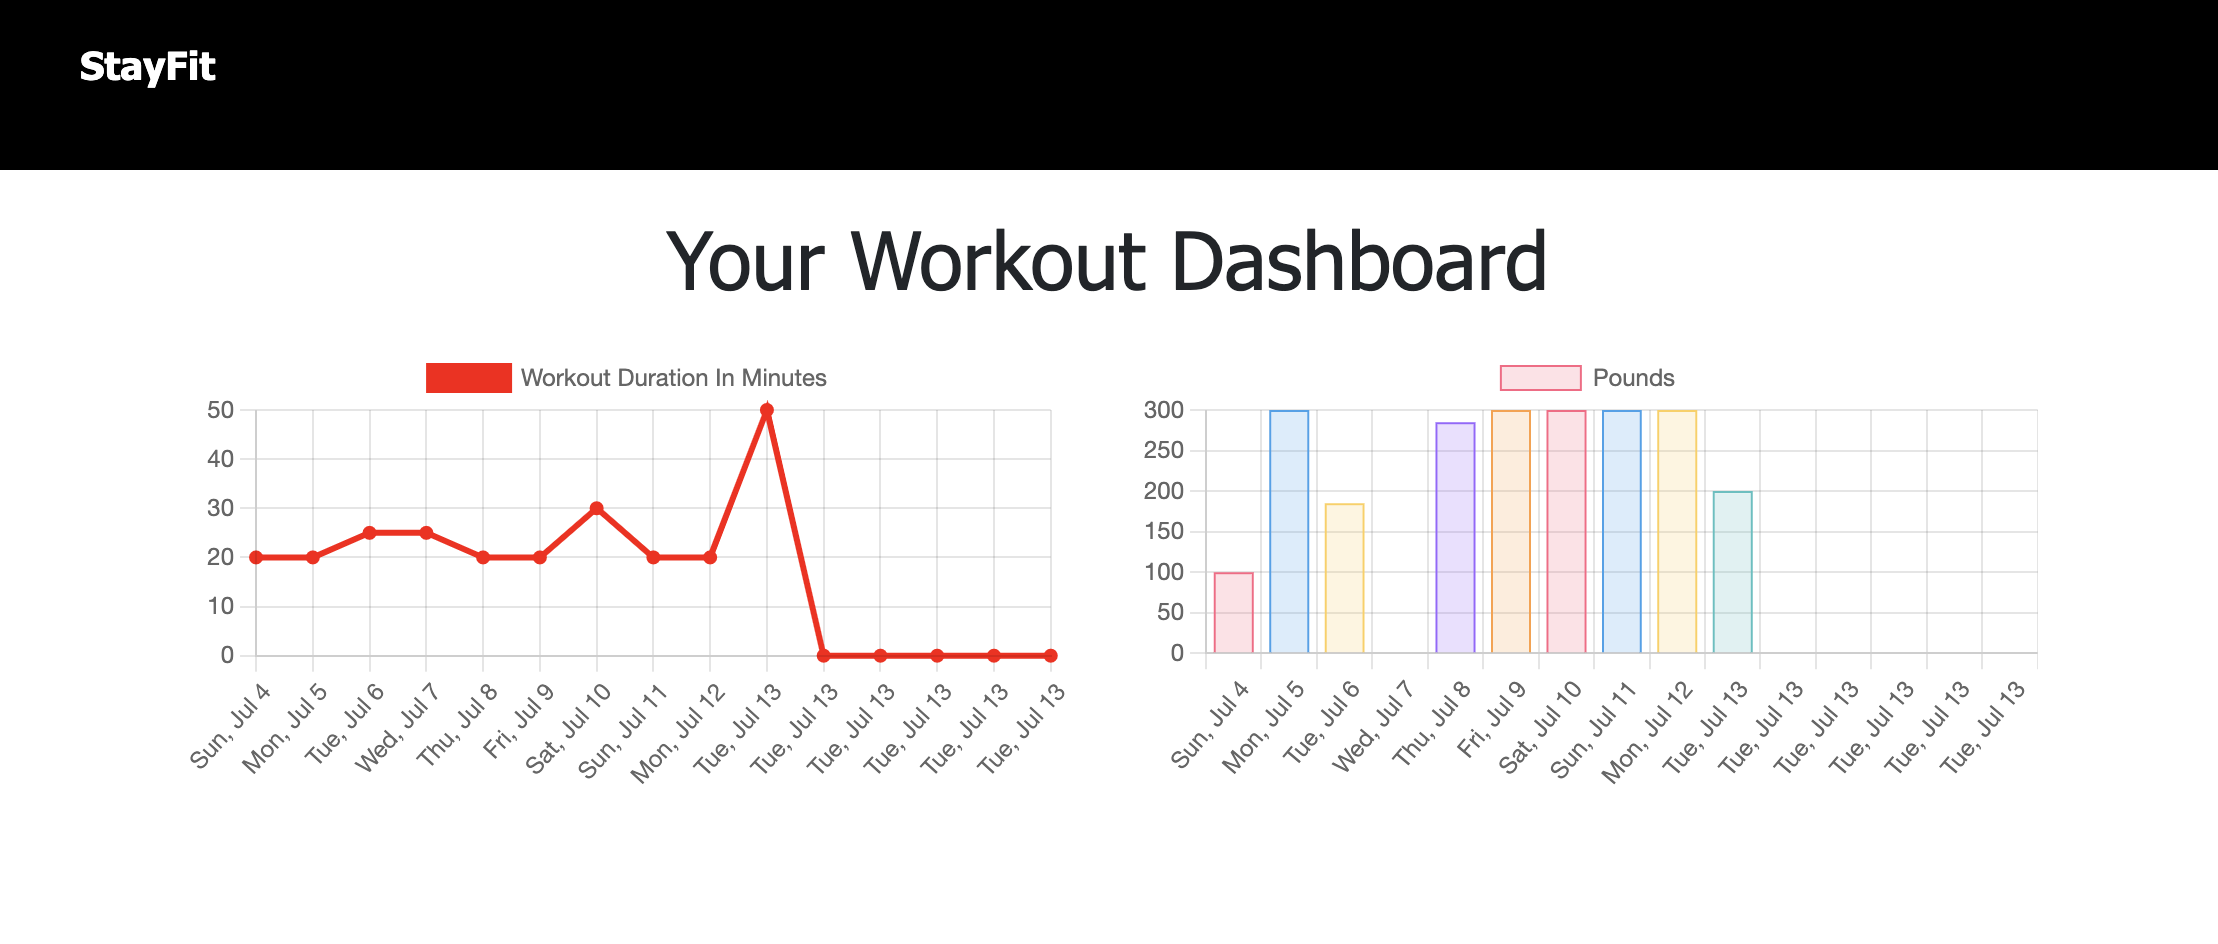 StayFit
Your Workout Dashboard
Workout Duration In Minutes
50
40
30
20
10
0
Sun, Jul 4
Mon, Jul 5
Tue, Jul 6
Wed, Jul 7
Thu, Jul 8
Fri, Jul 9
Sat, Jul 10
Sun, Jul 11
Mon, Jul 12
Tue, Jul 13
Tue, Jul 13
Tue, Jul 13
Tue, Jul 13
Tue, Jul 13
Tue, Jul 13
Pounds
300
250
200
150
100
50
0
Sun, Jul 4
Mon, Jul 5
Tue, Jul 6
Wed, Jul 7
Thu, Jul 8
Fri, Jul 9
Sat, Jul 10
Sun, Jul 11
Mon, Jul 12
Tue, Jul 13
Tue, Jul 13
Tue, Jul 13
Tue, Jul 13
Tue, Jul 13
Tue, Jul 13